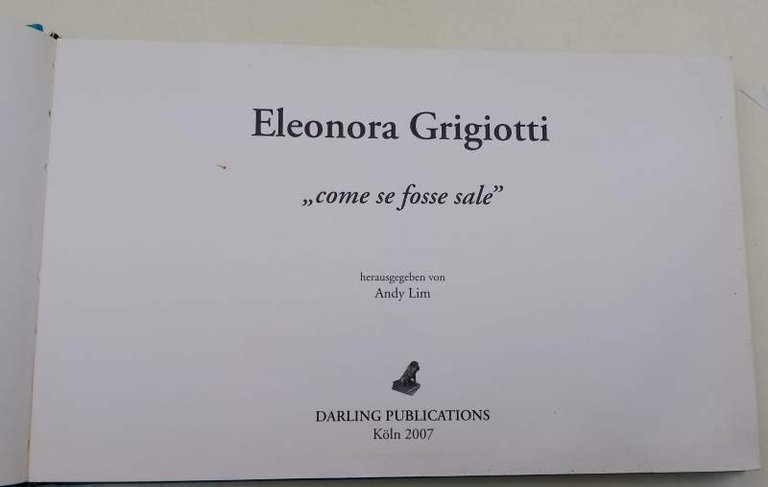 Eleonora Grigiotti
„come se fosse sale”
herausgegeben von
Andy Lim
DARLING PUBLICATIONS
Köln 2007